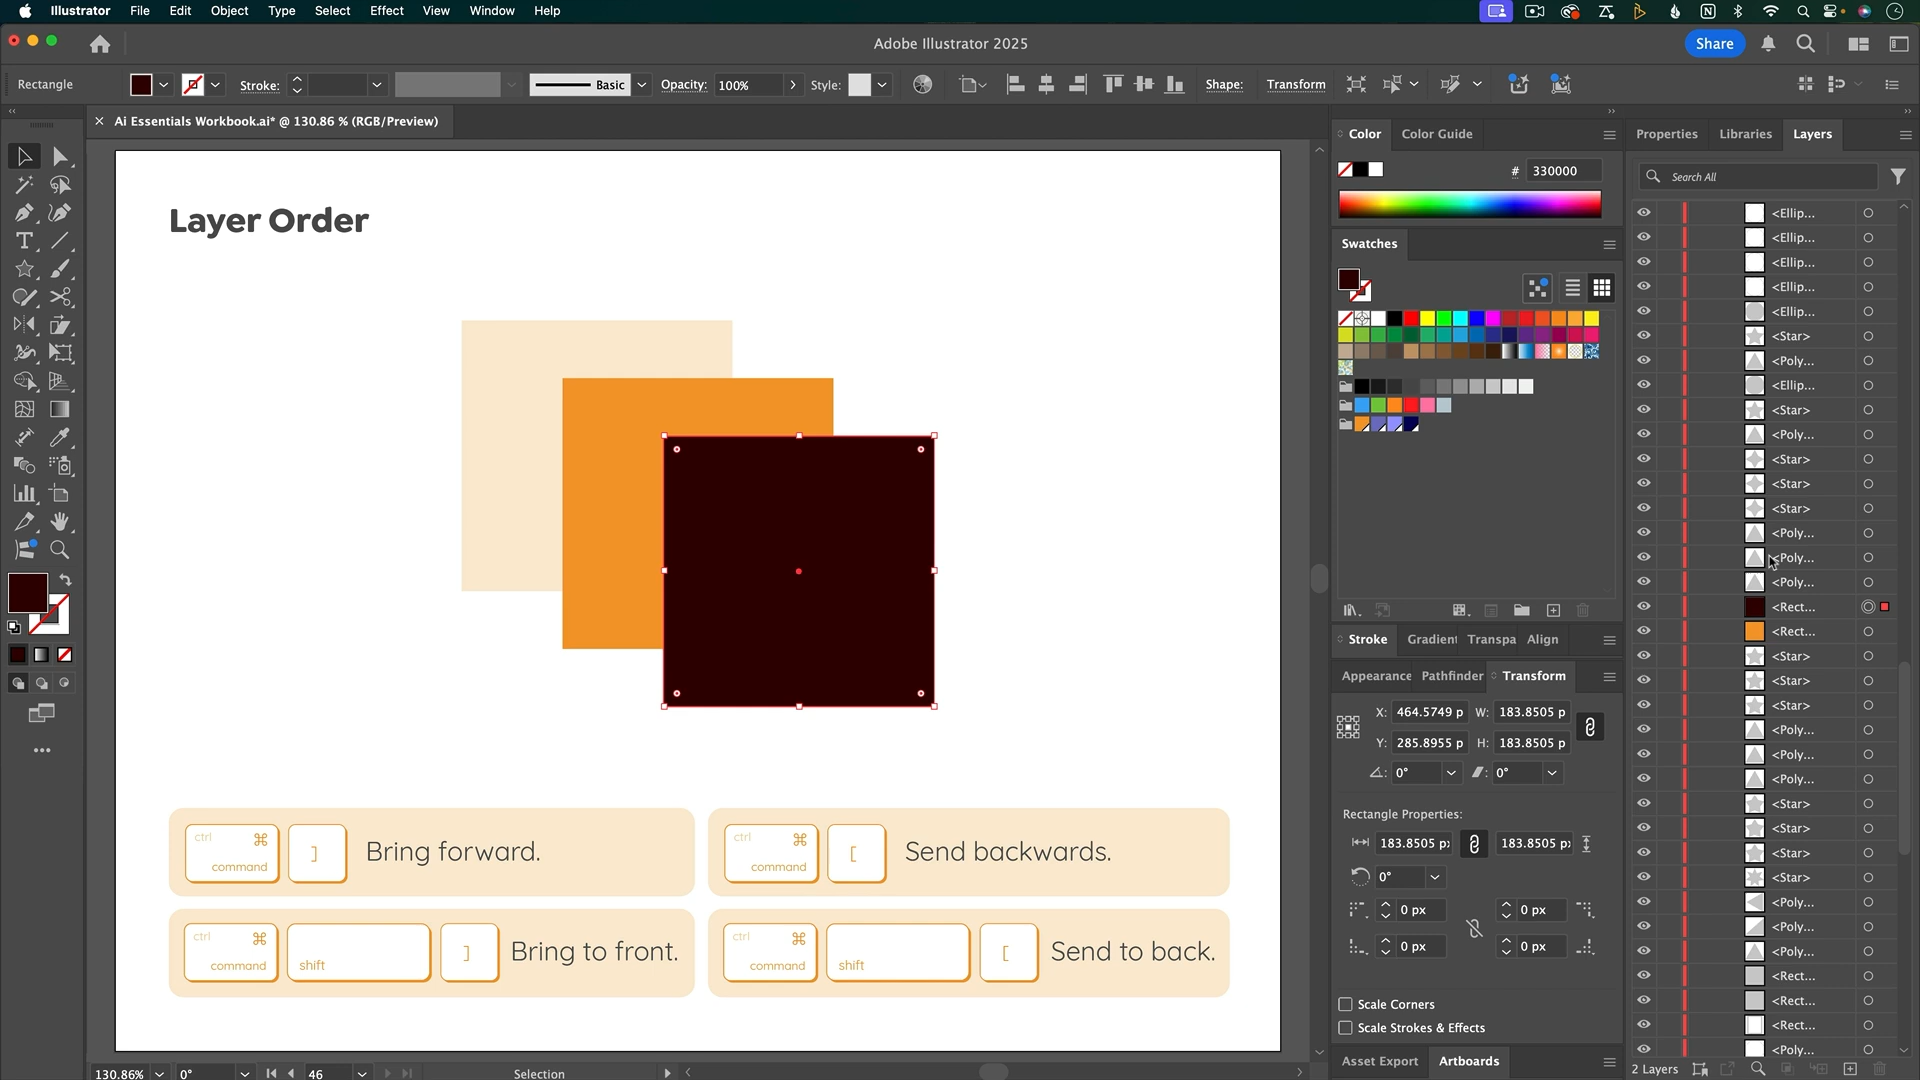 Illustrator File Edit Object Type Select Effect View Window Help
Adobe Illustrator 2025
Share
Rectangle
Stroke:
Basic
Opacity: 100%
Style:
Shape:
Transform
Ai Essentials Workbook.ai* @ 130.86 % (RGB/Preview)
Color
Color Guide
Properties
Libraries
Layers
# 330000
Search All
Swatches
Layer Order
ctrl
command
]
Bring forward.
ctrl
command
[
Send backwards.
ctrl
command
shift
]
Bring to front.
ctrl
command
shift
[
Send to back.
Stroke
Gradient
Transpa
Align
Appearance
Pathfinder
Transform
X: 464.5749 p W: 183.8505 p
Y: 285.8955 p H: 183.8505 p
0° 0°
Rectangle Properties:
183.8505 p 183.8505 p
0°
0 px 0 px
0 px 0 px
Scale Corners
Scale Strokes & Effects
Asset Export
Artboards
<Ellip...
<Ellip...
<Ellip...
<Ellip...
<Ellip...
<Star>
<Poly...
<Ellip...
<Star>
<Poly...
<Star>
<Star>
<Star>
<Poly...
<Poly...
<Poly...
<Rect...
<Rect...
<Star>
<Star>
<Star>
<Poly...
<Poly...
<Poly...
<Star>
<Star>
<Star>
<Star>
<Poly...
<Poly...
<Poly...
<Rect...
<Rect...
<Rect...
<Poly...
2 Layers
130.86% 0° 46 Selection